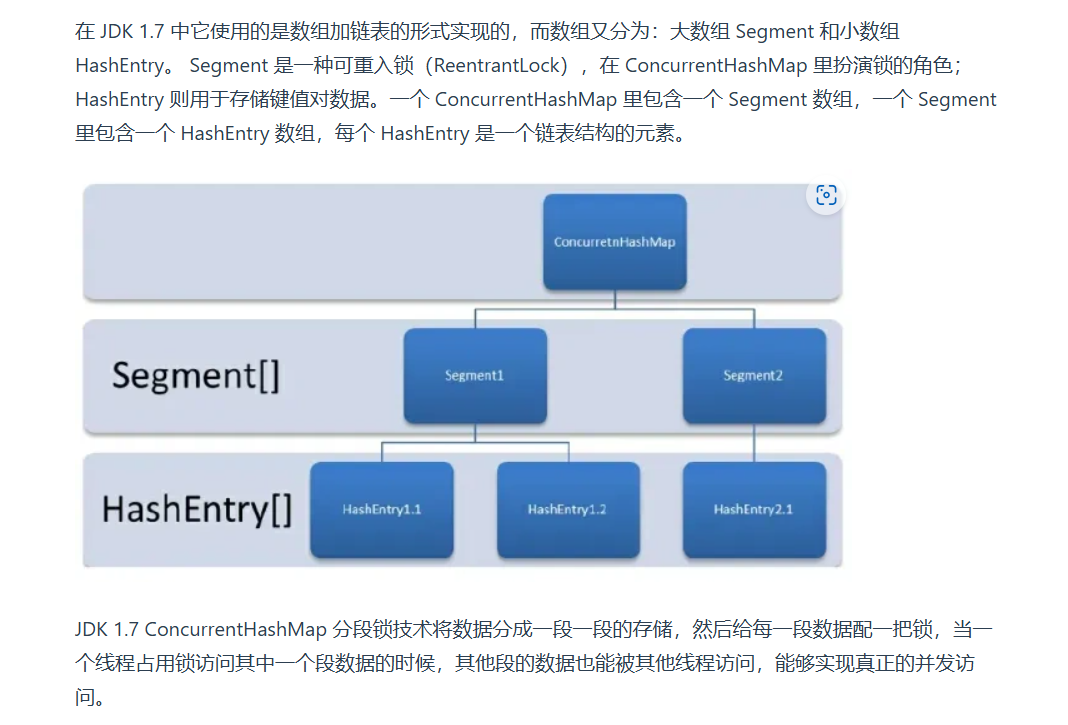 在 JDK 1.7 中它使用的是数组加链表的形式实现的，而数组又分为：大数组 Segment 和小数组
HashEntry。 Segment 是一种可重入锁（ReentrantLock），在 ConcurrentHashMap 里扮演锁的角色；
HashEntry 则用于存储键值对数据。一个 ConcurrentHashMap 里包含一个 Segment 数组，一个 Segment
里包含一个 HashEntry 数组，每个 HashEntry 是一个链表结构的元素。
ConcurretnHashMap
Segment[]
Segment1
Segment2
HashEntry[]
HashEntry1.1
HashEntry1.2
HashEntry2.1
JDK 1.7 ConcurrentHashMap 分段锁技术将数据分成一段一段的存储，然后给每一段数据配一把锁，当一
个线程占用锁访问其中一个段数据的时候，其他段的数据也能被其他线程访问，能够实现真正的并发访
问。